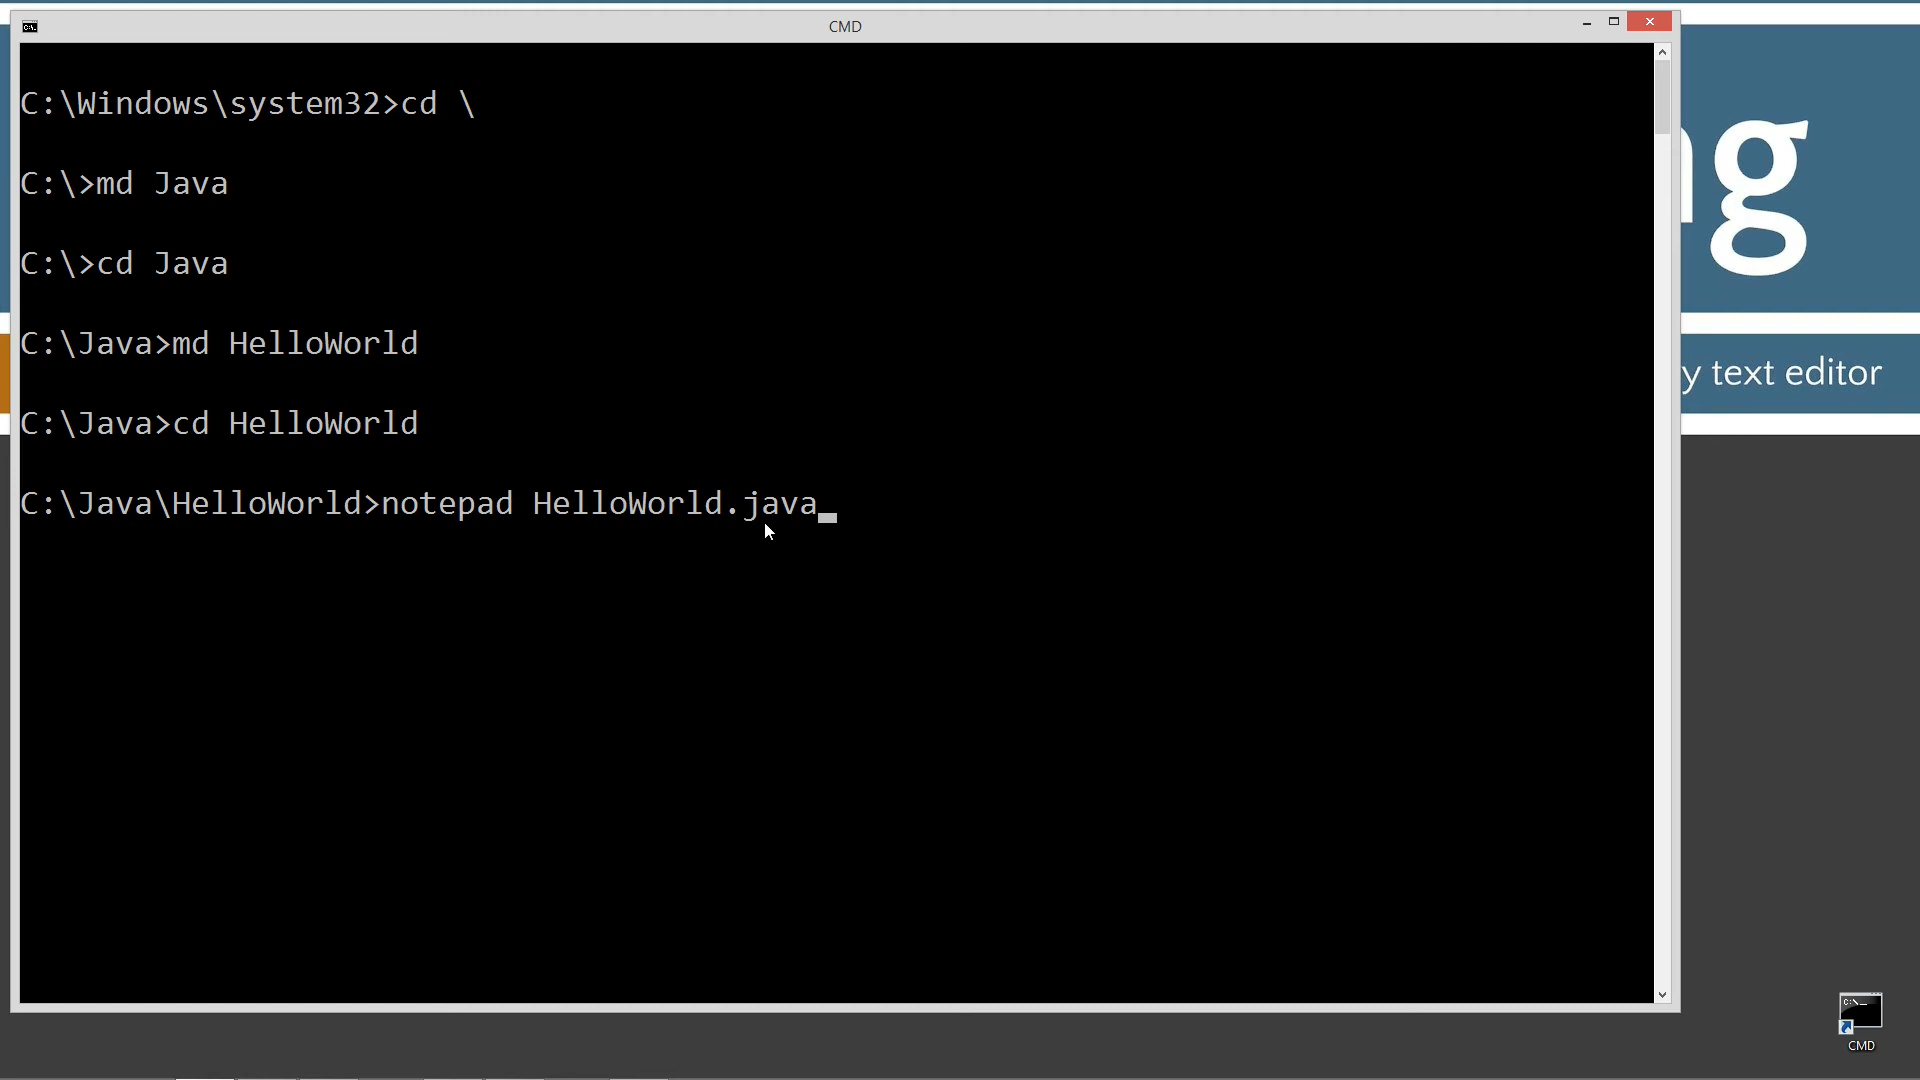 CMD
C:\Windows\system32>cd \
C:\>md Java
C:\>cd Java
C:\Java>md HelloWorld
C:\Java>cd HelloWorld
C:\Java\HelloWorld>notepad HelloWorld.java
g
y text editor
CMD